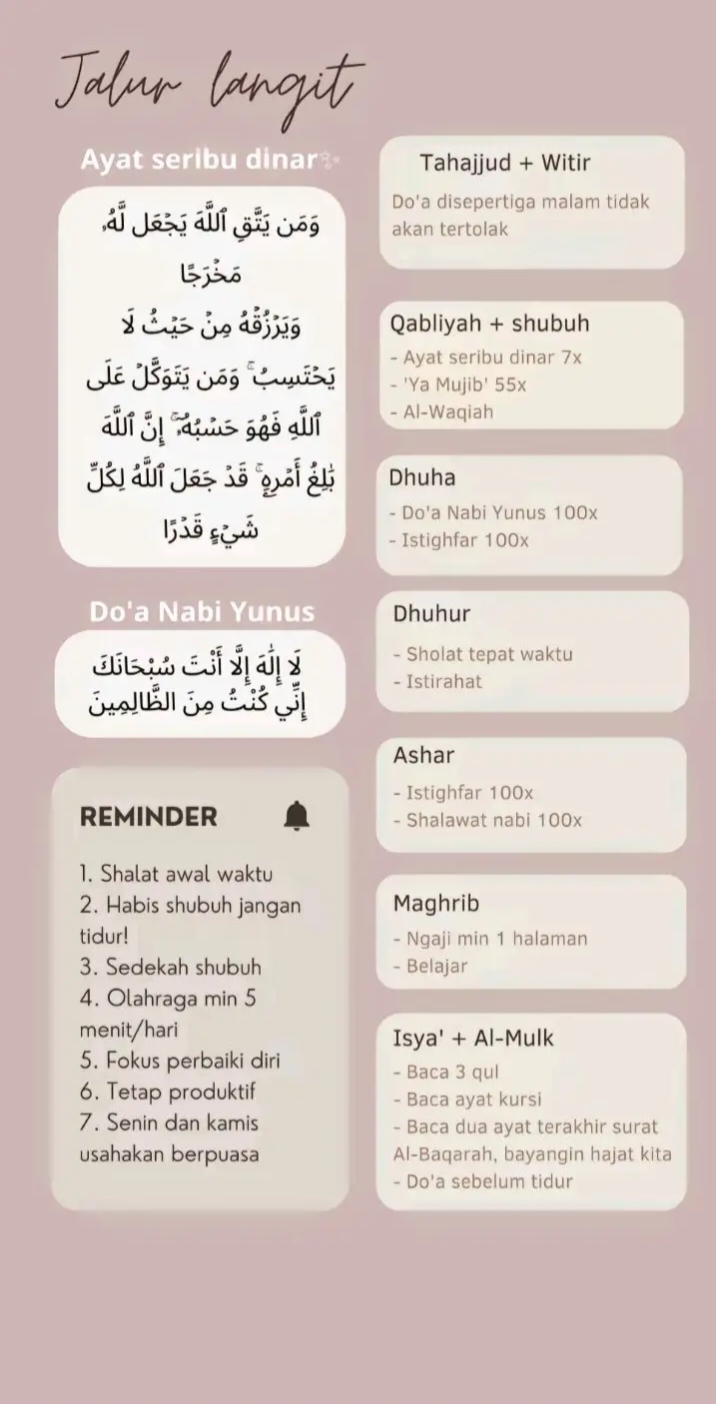 Jalur langit
Ayat seribu dinar✨
وَمَن يَتَّقِ ٱللَّهَ يَجْعَل لَّهُۥ
مَخْرَجًا
وَيَرْزُقْهُ مِنْ حَيْثُ لَا
يَحْتَسِبُ ۚ وَمَن يَتَوَكَّلْ عَلَى
ٱللَّهِ فَهُوَ حَسْبُهُۥٓ ۚ إِنَّ ٱللَّهَ
بَٰلِغُ أَمْرِهِۦ ۚ قَدْ جَعَلَ ٱللَّهُ لِكُلِّ
شَىْءٍ قَدْرًا
Do'a Nabi Yunus
لَا إِلَٰهَ إِلَّا أَنْتَ سُبْحَانَكَ
إِنِّي كُنْتُ مِنَ الظَّالِمِينَ
REMINDER
1. Shalat awal waktu
2. Habis shubuh jangan
tidur!
3. Sedekah shubuh
4. Olahraga min 5
menit/hari
5. Fokus perbaiki diri
6. Tetap produktif
7. Senin dan kamis
usahakan berpuasa
Tahajjud + Witir
Do'a disepertiga malam tidak
akan tertolak
Qabliyah + shubuh
- Ayat seribu dinar 7x
- 'Ya Mujib' 55x
- Al-Waqiah
Dhuha
- Do'a Nabi Yunus 100x
- Istighfar 100x
Dhuhur
- Sholat tepat waktu
- Istirahat
Ashar
- Istighfar 100x
- Shalawat nabi 100x
Maghrib
- Ngaji min 1 halaman
- Belajar
Isya' + Al-Mulk
- Baca 3 qul
- Baca ayat kursi
- Baca dua ayat terakhir surat
Al-Baqarah, bayangin hajat kita
- Do'a sebelum tidur